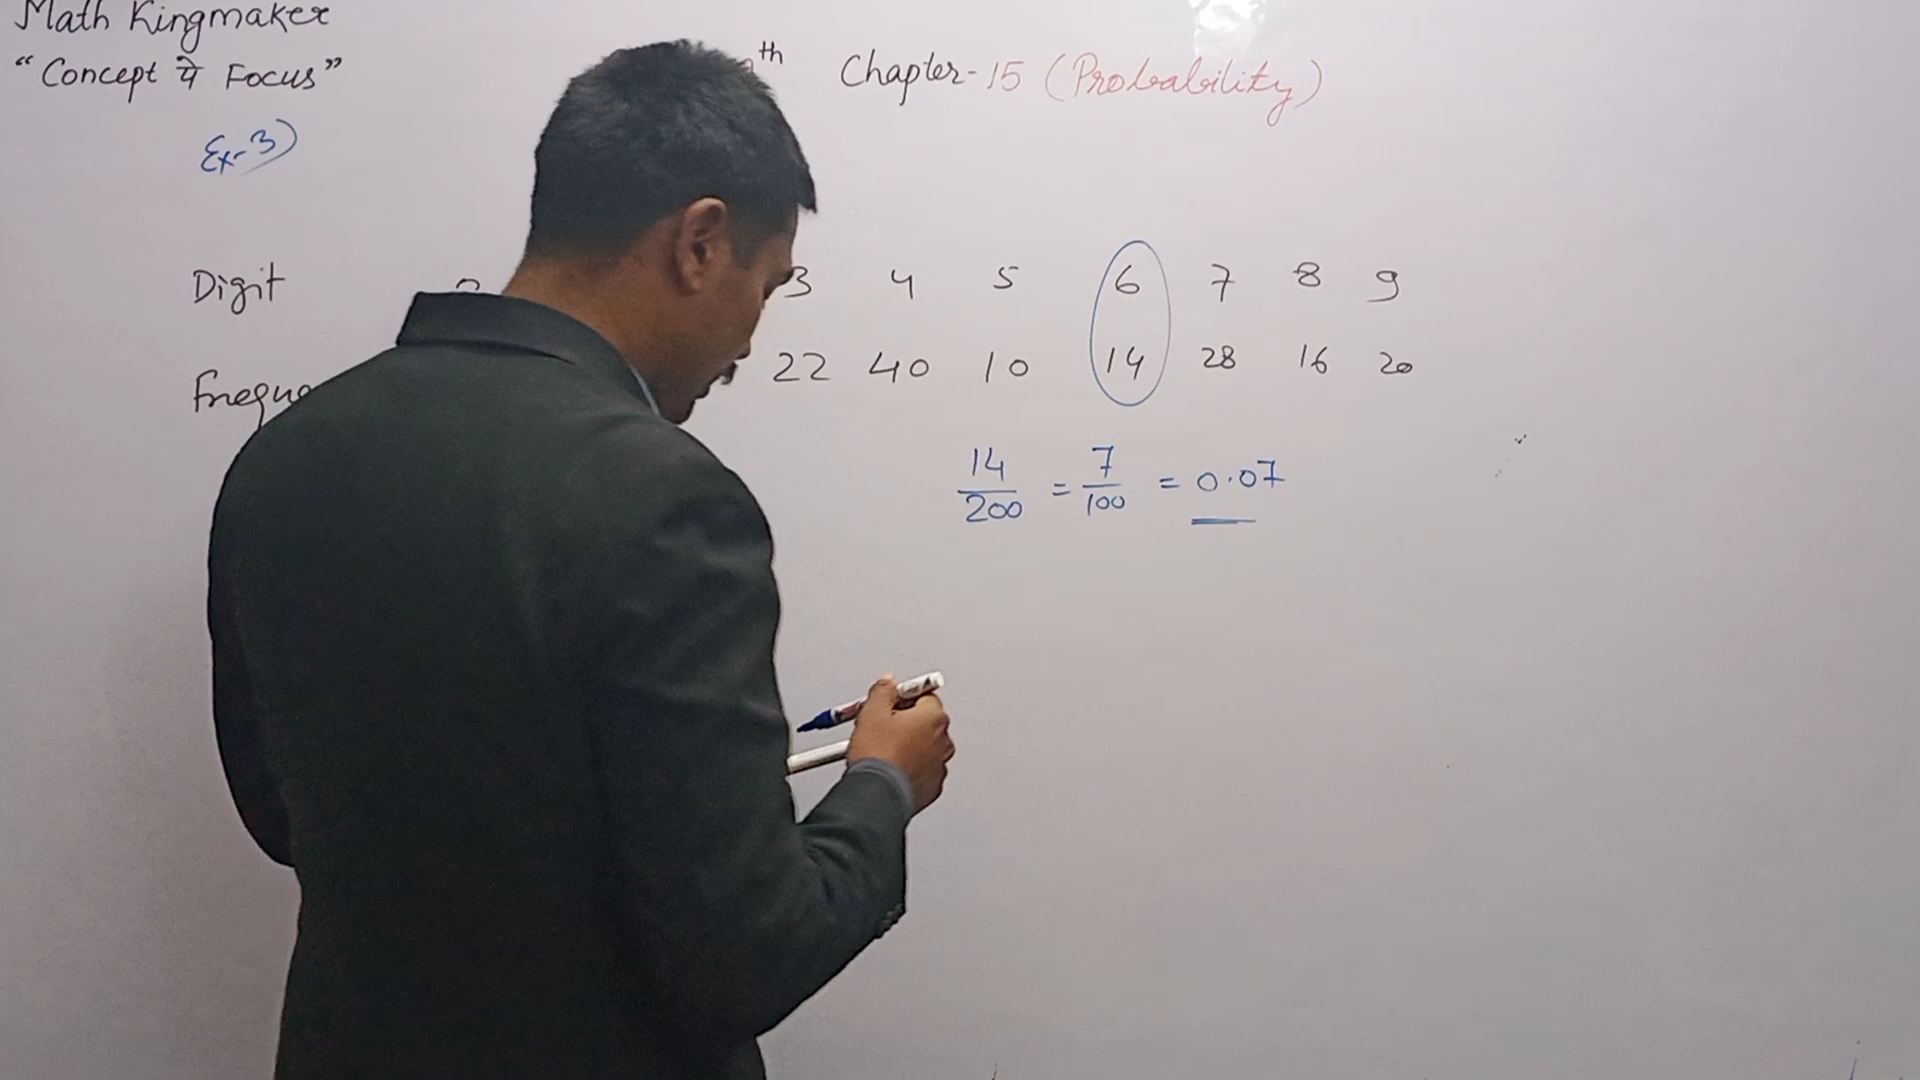 Math Kingmaker
"Concept पे Focus"
th Chapter-15 (Probability)
Ex-3)
Digit 3 4 5 6 7 8 9
22 40 10 14 28 16 20
14/200 = 7/100 = 0.07